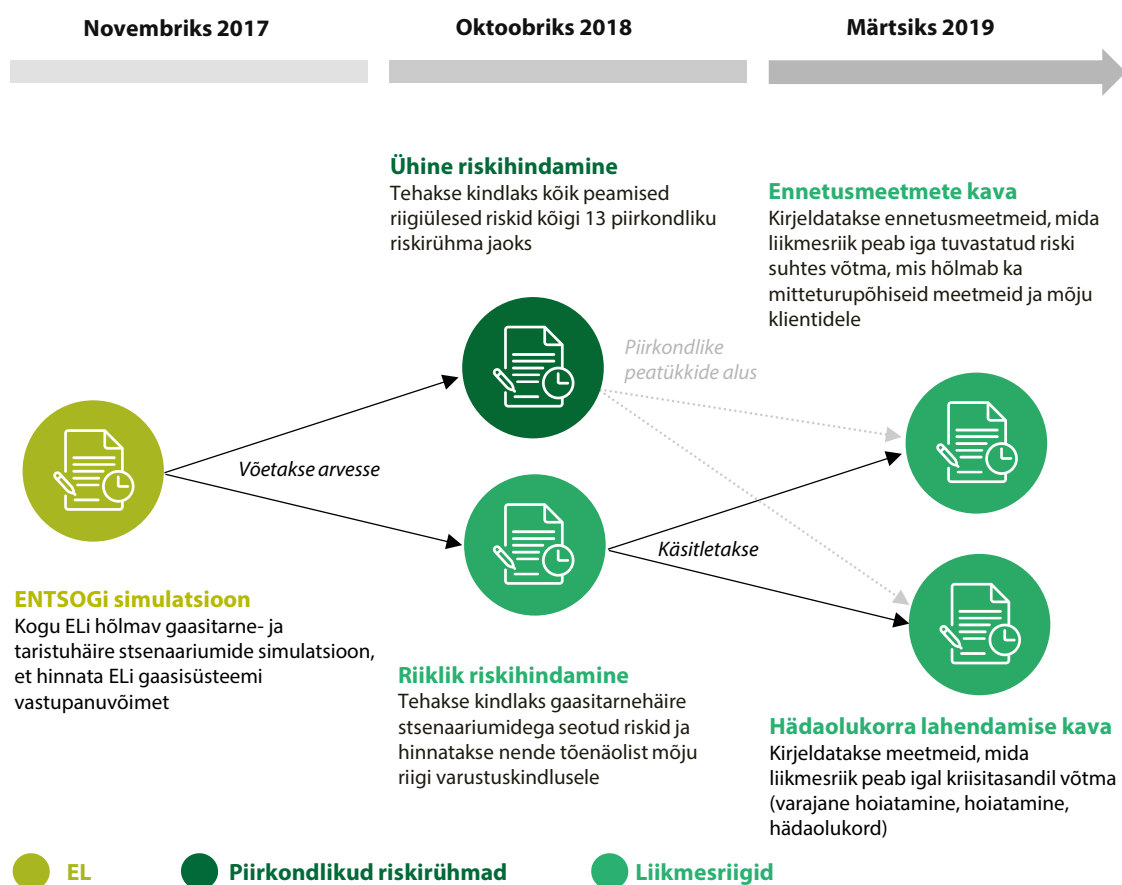 Novembriks 2017
Oktoobriks 2018
Märtsiks 2019
Ühine riskihindamine
Tehakse kindlaks kõik peamised
riigiülesed riskid kõigi 13 piirkondliku
riskirühma jaoks
Ennetusmeetmete kava
Kirjeldatakse ennetusmeetmeid, mida
liikmesriik peab iga tuvastatud riski
suhtes võtma, mis hõlmab ka
mitteturupõhiseid meetmeid ja mõju
klientidele
Piirkondlike
peatükkide alus
Võetakse arvesse
Käsitletakse
ENTSOGi simulatsioon
Kogu ELi hõlmav gaasitarne- ja
taristuhäire stsenaariumide simulatsioon,
et hinnata ELi gaasisüsteemi
vastupanuvõimet
Riiklik riskihindamine
Tehakse kindlaks gaasitarnehäire
stsenaariumidega seotud riskid ja
hinnatakse nende tõenäolist mõju
riigi varustuskindlusele
Hädaolukorra lahendamise kava
Kirjeldatakse meetmeid, mida
liikmesriik peab igal kriisitasandil võtma
(varajane hoiatamine, hoiatamine,
hädaolukord)
EL
Piirkondlikud riskirühmad
Liikmesriigid